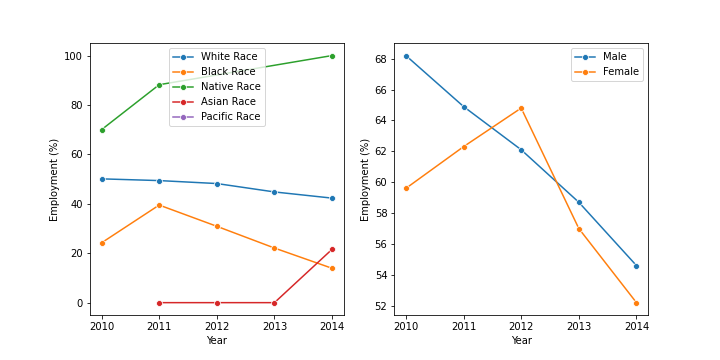 100
80
60
40
20
0
Employment (%)
2010 2011 2012 2013 2014
Year
White Race
Black Race
Native Race
Asian Race
Pacific Race
68
66
64
62
60
58
56
54
52
Employment (%)
2010 2011 2012 2013 2014
Year
Male
Female